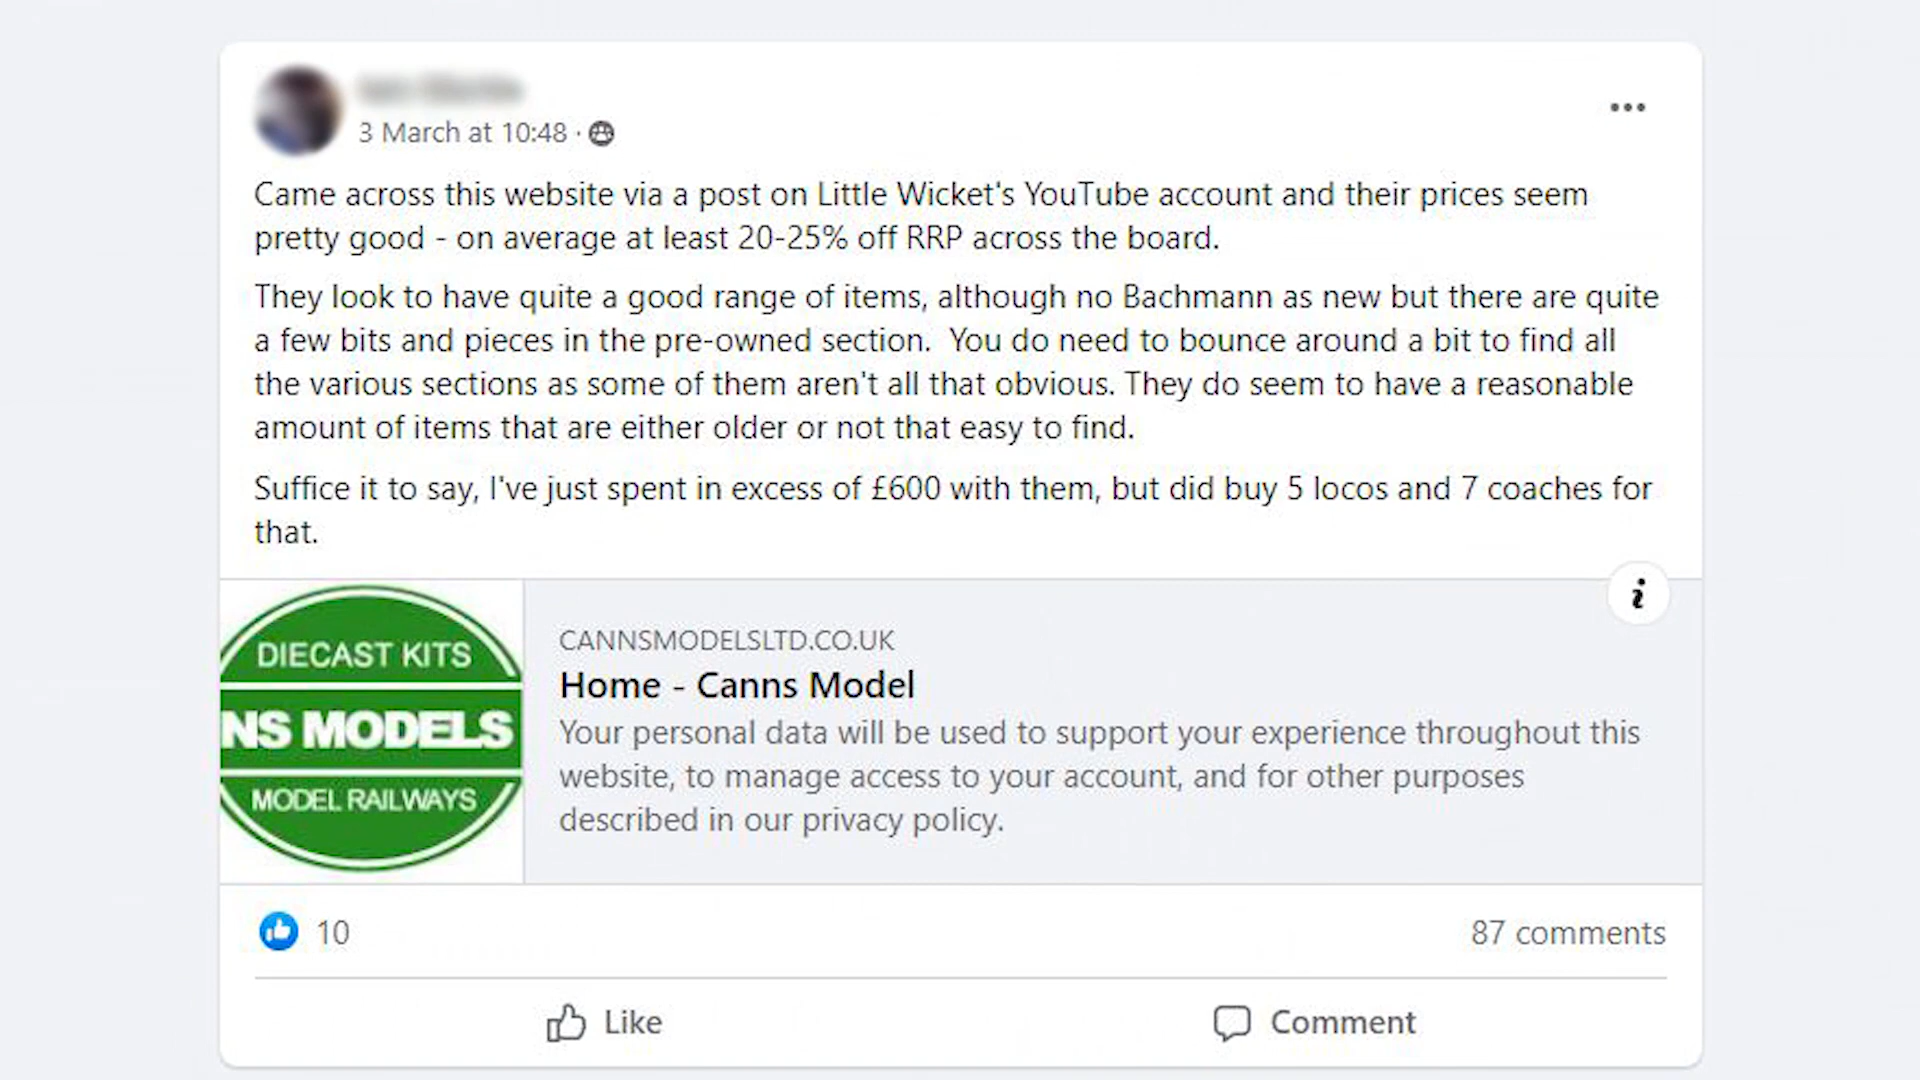 3 March at 10:48 ·
Came across this website via a post on Little Wicket's YouTube account and their prices seem
pretty good - on average at least 20-25% off RRP across the board.
They look to have quite a good range of items, although no Bachmann as new but there are quite
a few bits and pieces in the pre-owned section. You do need to bounce around a bit to find all
the various sections as some of them aren't all that obvious. They do seem to have a reasonable
amount of items that are either older or not that easy to find.
Suffice it to say, I've just spent in excess of £600 with them, but did buy 5 locos and 7 coaches for
that.
i
DIECAST KITS
NS MODELS
MODEL RAILWAYS
CANNSMODELSLTD.CO.UK
Home - Canns Model
Your personal data will be used to support your experience throughout this
website, to manage access to your account, and for other purposes
described in our privacy policy.
10
87 comments
Like
Comment